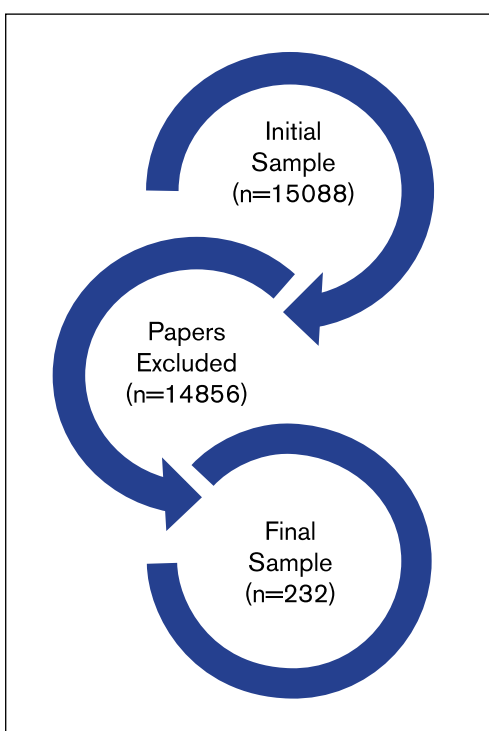 Initial
Sample
(n=15088)
Papers
Excluded
(n=14856)
Final
Sample
(n=232)